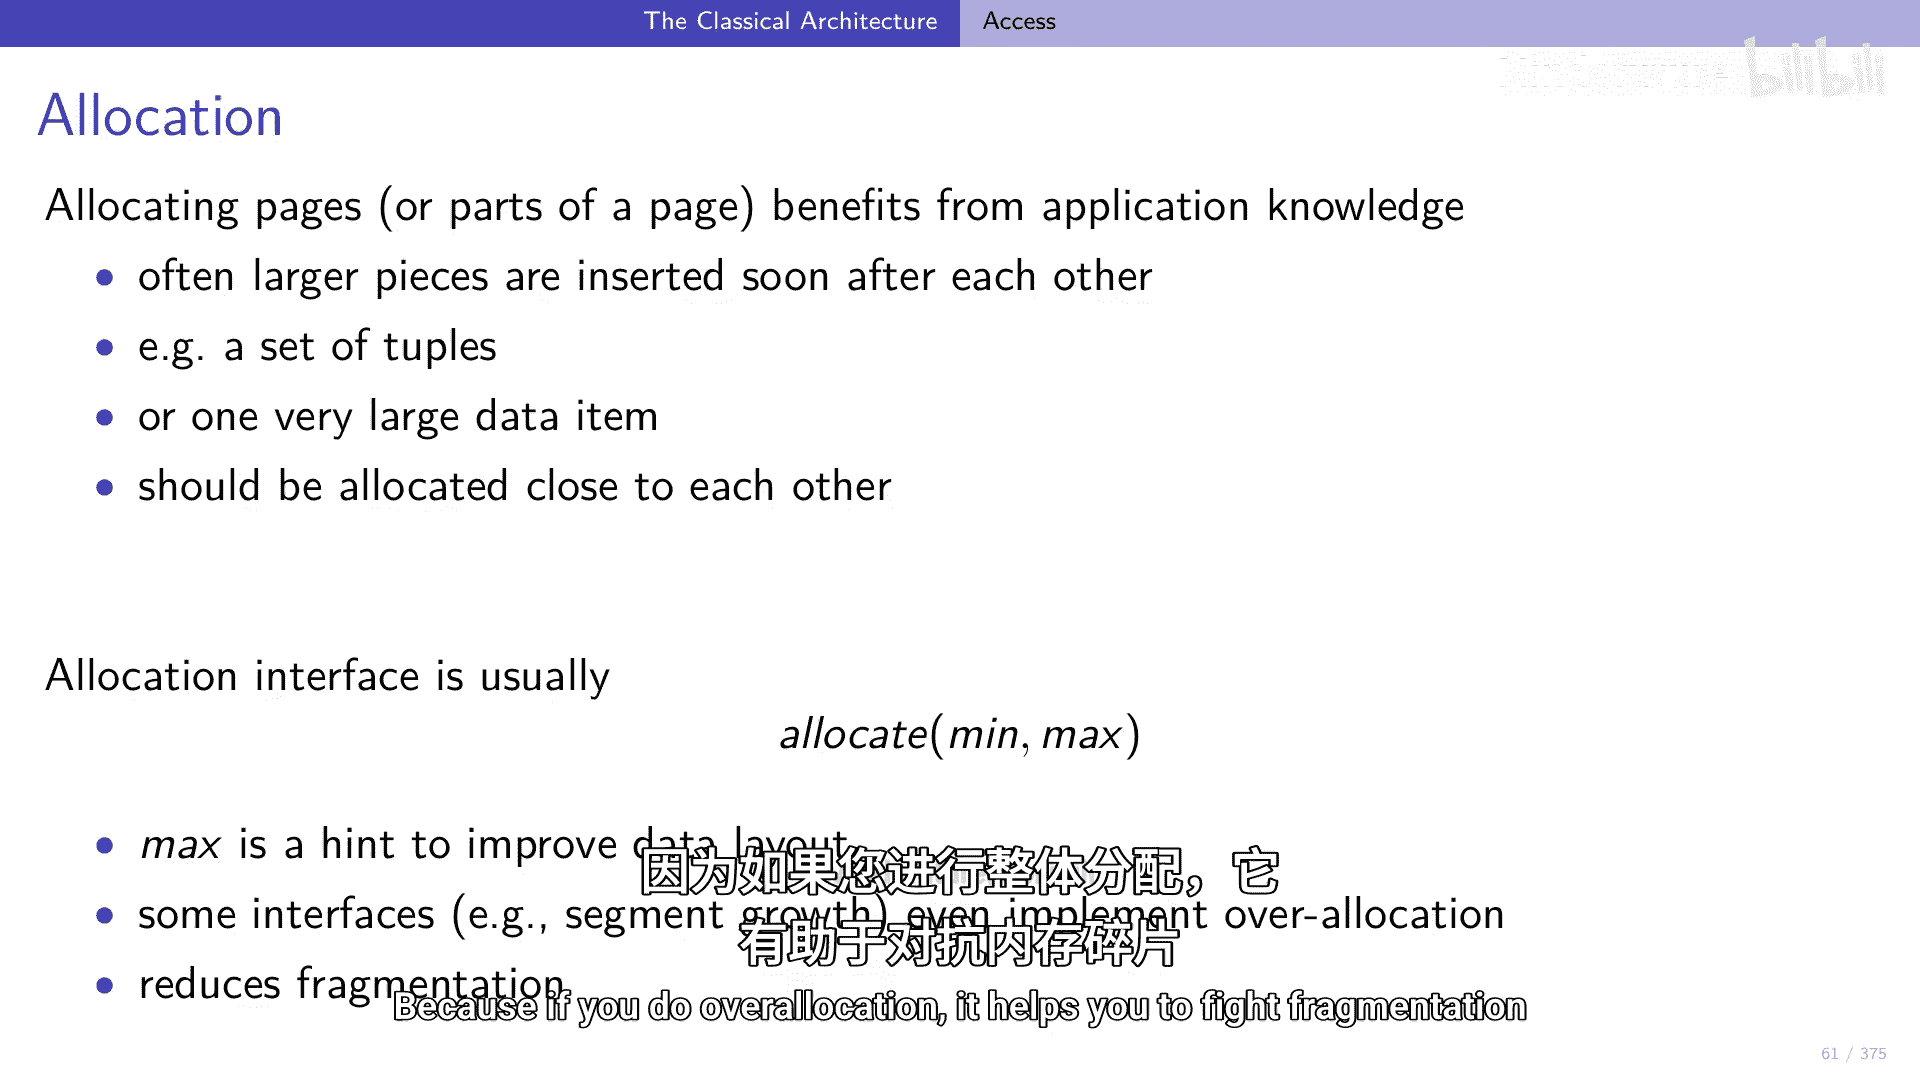 The Classical Architecture
Access
bilibili
Allocation
Allocating pages (or parts of a page) benefits from application knowledge
• often larger pieces are inserted soon after each other
• e.g. a set of tuples
• or one very large data item
• should be allocated close to each other
Allocation interface is usually
allocate(min, max)
• max is a hint to improve data layout
• some interfaces (e.g., segment growth) even implement over-allocation
• reduces fragmentation
因为如果您进行整体分配，它
有助于对抗内存碎片
Because if you do overallocation, it helps you to fight fragmentation
61 / 375